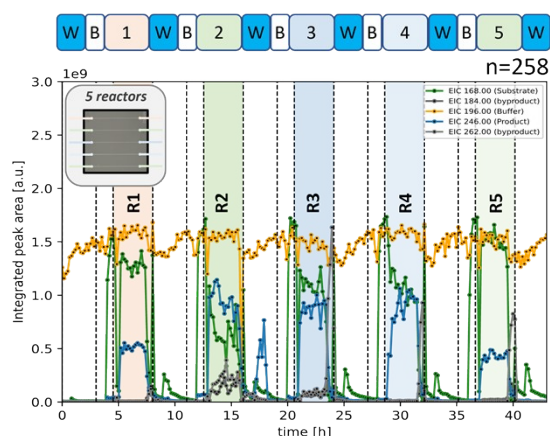 W B 1 W B 2 W B 3 W B 4 W B 5 W
n=258
1e9
3.0
2.5
2.0
1.5
1.0
0.5
0.0
Integrated peak area [a.u.]
5 reactors
EIC 168.00 (Substrate)
EIC 184.00 (byproduct)
EIC 196.00 (Buffer)
EIC 246.00 (Product)
EIC 262.00 (byproduct)
R1 R2 R3 R4 R5
0 5 10 15 20 25 30 35 40
time [h]